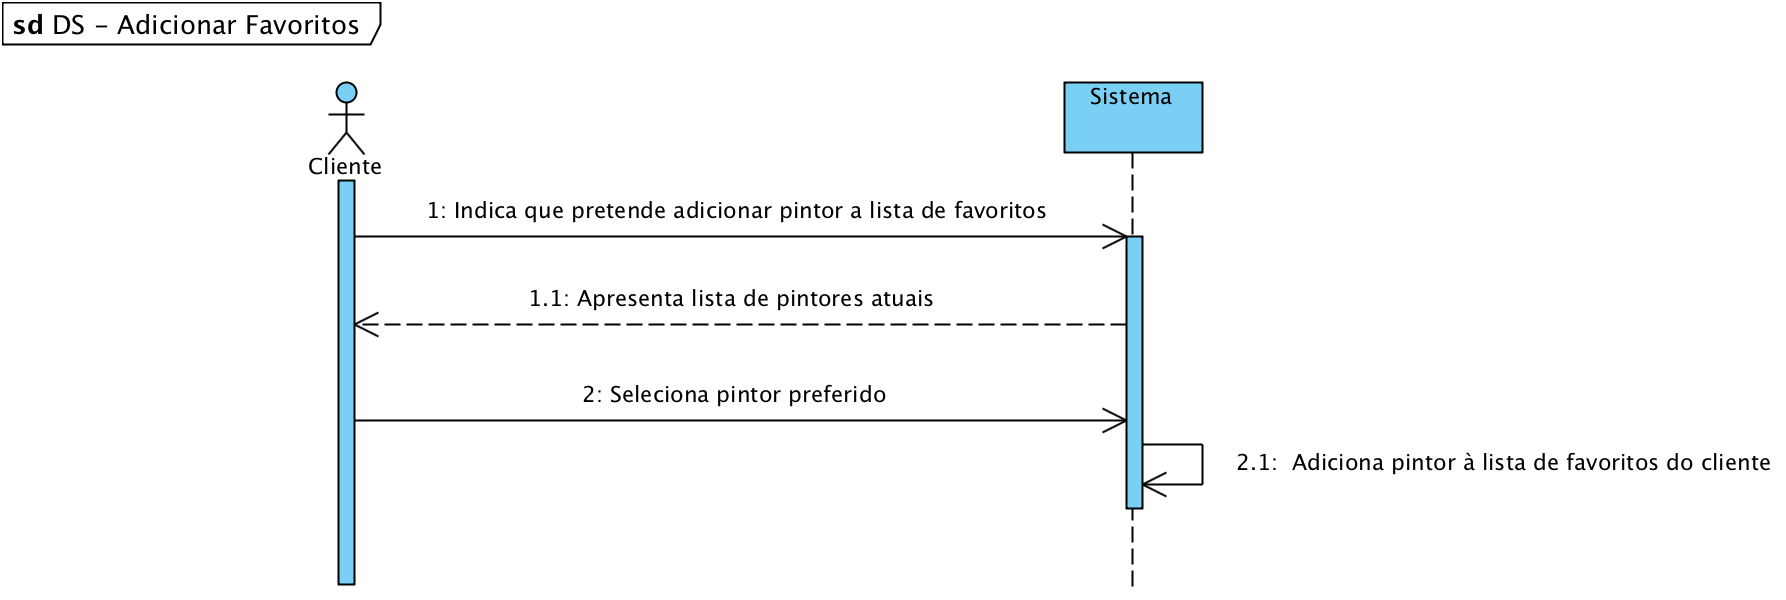 sd DS - Adicionar Favoritos
Cliente
Sistema
1: Indica que pretende adicionar pintor a lista de favoritos
1.1: Apresenta lista de pintores atuais
2: Seleciona pintor preferido
2.1:  Adiciona pintor à lista de favoritos do cliente